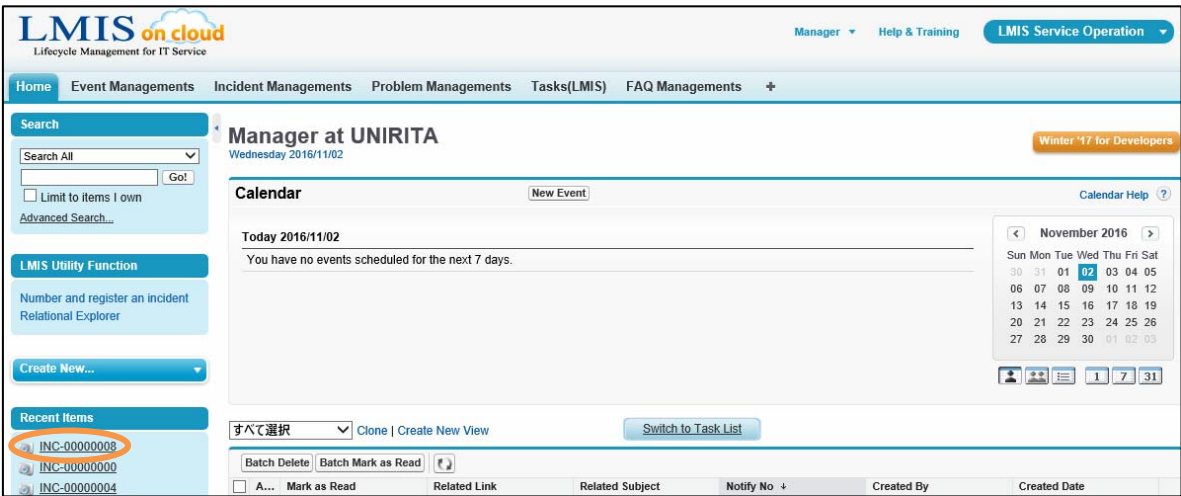 LMIS on cloud
Lifecycle Management for IT Service
Manager Help & Training LMIS Service Operation
Home Event Managements Incident Managements Problem Managements Tasks(LMIS) FAQ Managements +
Search
Search All
Go!
Limit to items I own
Advanced Search...
LMIS Utility Function
Number and register an incident
Relational Explorer
Create New...
Recent Items
INC-00000008
INC-00000000
INC-00000004
Manager at UNIRITA
Wednesday 2016/11/02
Winter '17 for Developers
Calendar New Event Calendar Help ?
Today 2016/11/02
You have no events scheduled for the next 7 days.
< November 2016 >
Sun Mon Tue Wed Thu Fri Sat
30 31 01 02 03 04 05
06 07 08 09 10 11 12
13 14 15 16 17 18 19
20 21 22 23 24 25 26
27 28 29 30 01 02 03
1 7 31
すべて選択 Clone | Create New View Switch to Task List
Batch Delete Batch Mark as Read
A... Mark as Read Related Link Related Subject Notify No ↓ Created By Created Date